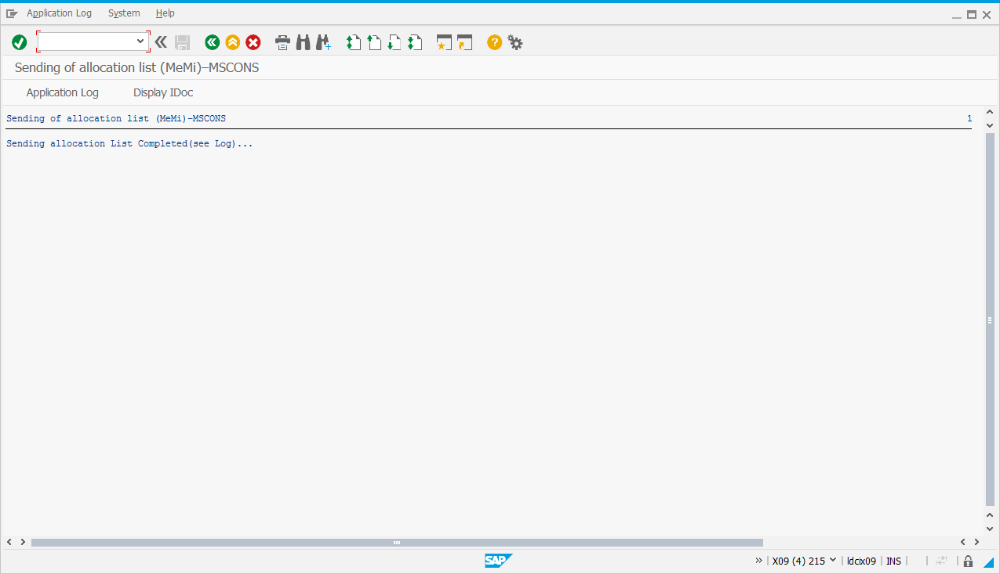 Application Log System Help
Sending of allocation list (MeMi)–MSCONS
Application Log Display IDoc
Sending of allocation list (MeMi)-MSCONS 1
Sending allocation List Completed(see Log)...
SAP X09 (4) 215 ldcix09 INS